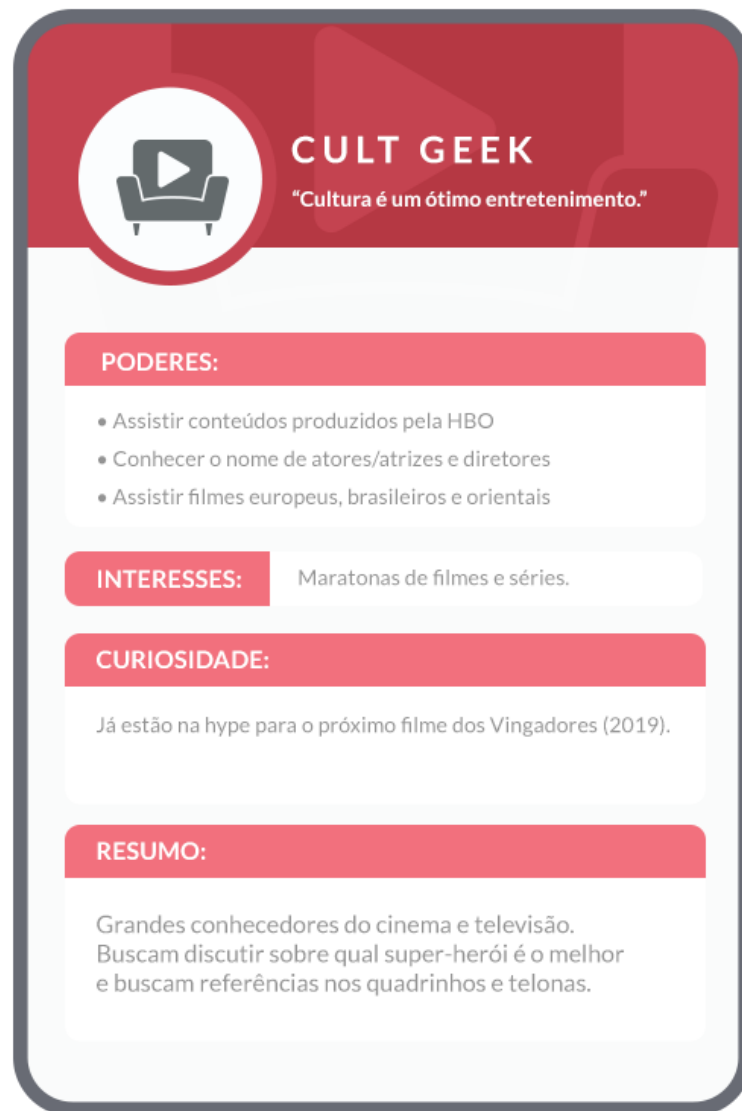 CULT GEEK
“Cultura é um ótimo entretenimento.”
PODERES:
• Assistir conteúdos produzidos pela HBO
• Conhecer o nome de atores/atrizes e diretores
• Assistir filmes europeus, brasileiros e orientais
INTERESSES:
Maratonas de filmes e séries.
CURIOSIDADE:
Já estão na hype para o próximo filme dos Vingadores (2019).
RESUMO:
Grandes conhecedores do cinema e televisão.
Buscam discutir sobre qual super-herói é o melhor
e buscam referências nos quadrinhos e telonas.